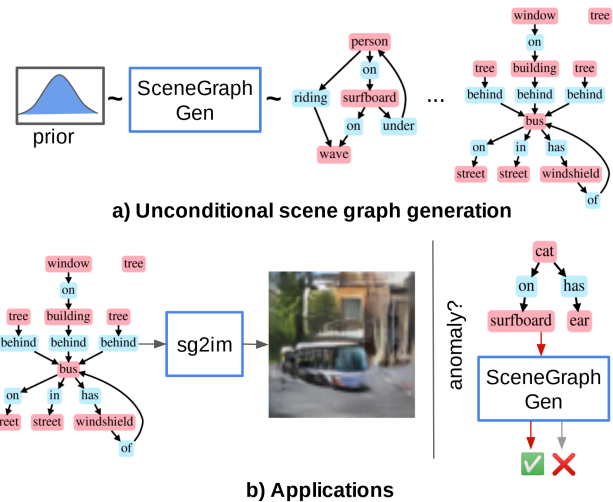 prior
~
SceneGraph
Gen
~
person
on
riding
surfboard
on
under
wave
...
window
tree
on
tree
building
tree
behind
behind
behind
bus
on
in
has
street
street
windshield
of
a) Unconditional scene graph generation
window
tree
on
tree
building
tree
behind
behind
behind
bus
on
in
has
reet
street
windshield
of
sg2im
anomaly?
cat
on
has
surfboard
ear
SceneGraph
Gen
b) Applications